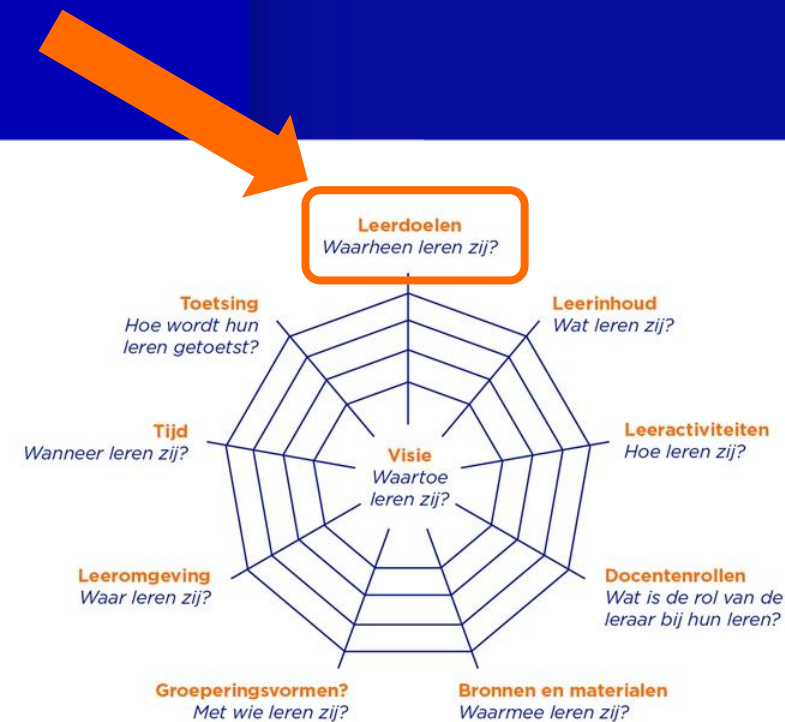 Leerdoelen
Waarheen leren zij?
Toetsing
Hoe wordt hun
leren getoetst?
Leerinhoud
Wat leren zij?
Tijd
Wanneer leren zij?
Leeractiviteiten
Hoe leren zij?
Visie
Waartoe
leren zij?
Leeromgeving
Waar leren zij?
Docentenrollen
Wat is de rol van de
leraar bij hun leren?
Groeperingsvormen?
Met wie leren zij?
Bronnen en materialen
Waarmee leren zij?